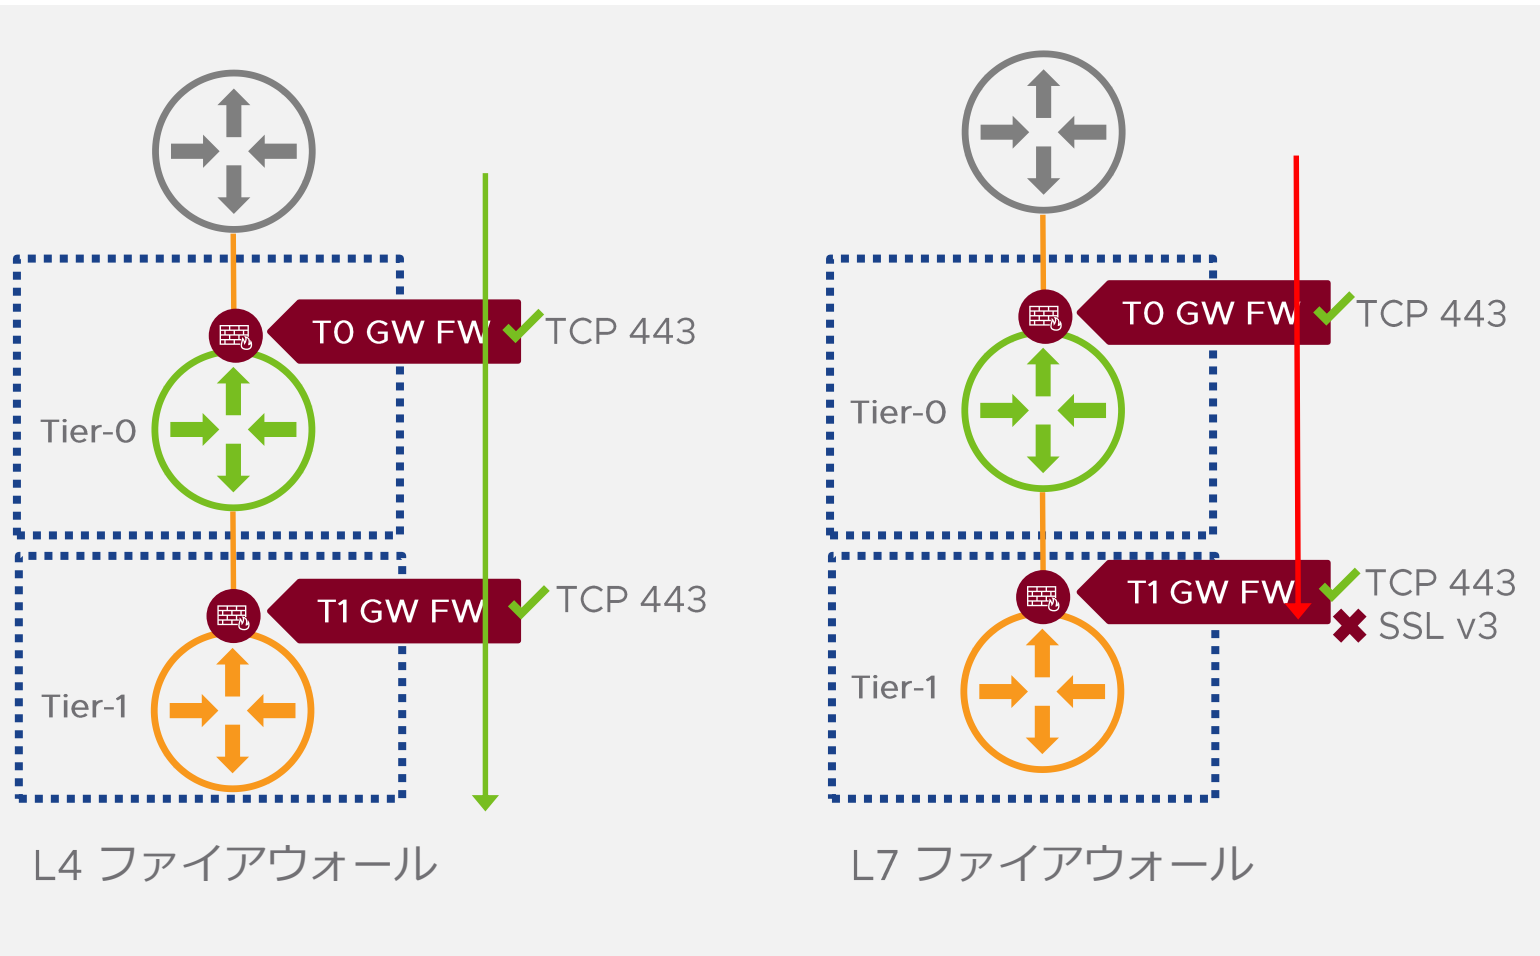 T0 GW FW
TCP 443
Tier-0
T1 GW FW
TCP 443
Tier-1
L4 ファイアウォール
T0 GW FW
TCP 443
Tier-0
T1 GW FW
TCP 443
SSL v3
Tier-1
L7 ファイアウォール